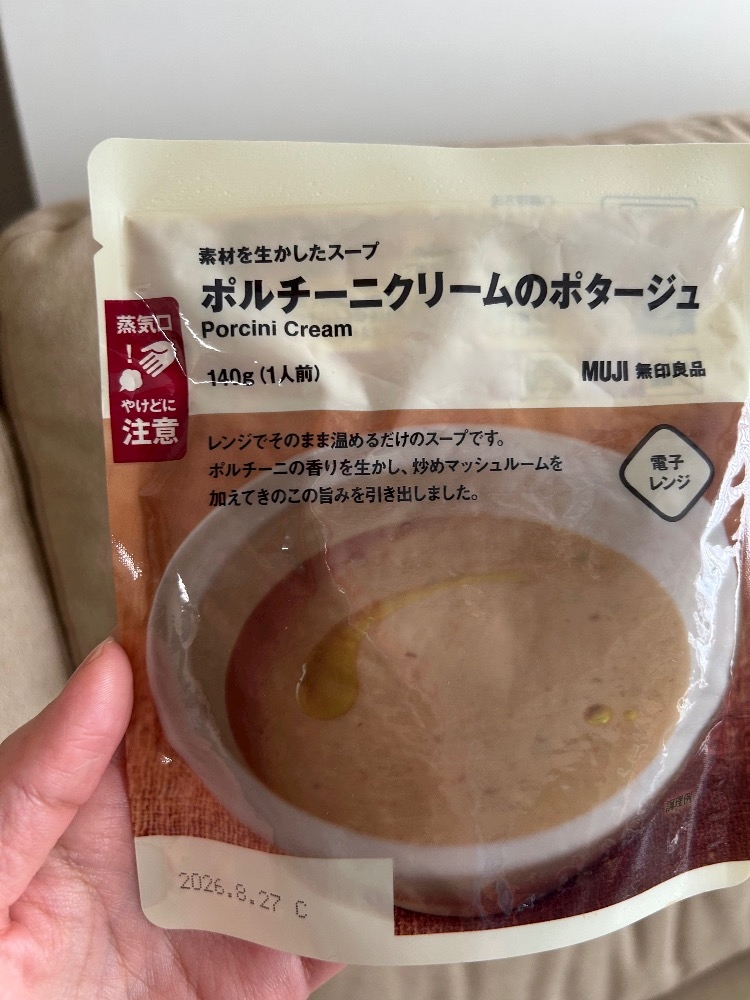 素材を生かしたスープ
ポルチーニクリームのポタージュ
Porcini Cream
140g(1人前)
MUJI 無印良品
蒸気口
!
やけどに
注意
レンジでそのまま温めるだけのスープです。
ポルチーニの香りを生かし、炒めマッシュルームを
加えてきのこの旨みを引き出しました。
電子
レンジ
調理例
2026.8.27 C